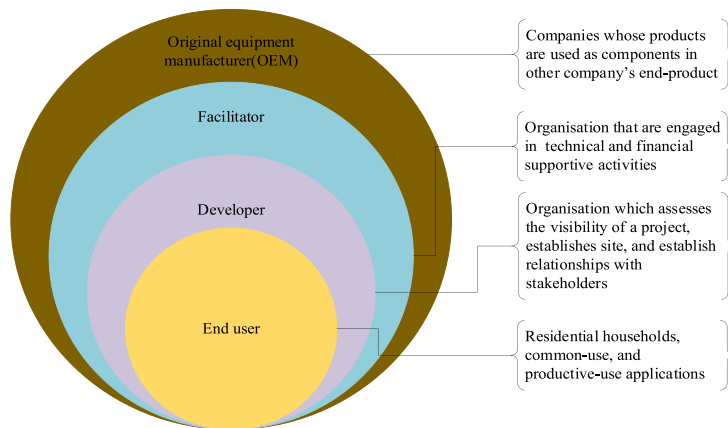 Original equipment
manufacturer(OEM)
Companies whose products
are used as components in
other company's end-product
Facilitator
Organisation that are engaged
in technical and financial
supportive activities
Developer
Organisation which assesses
the visibility of a project,
establishes site, and establish
relationships with
stakeholders
End user
Residential households,
common-use, and
productive-use applications